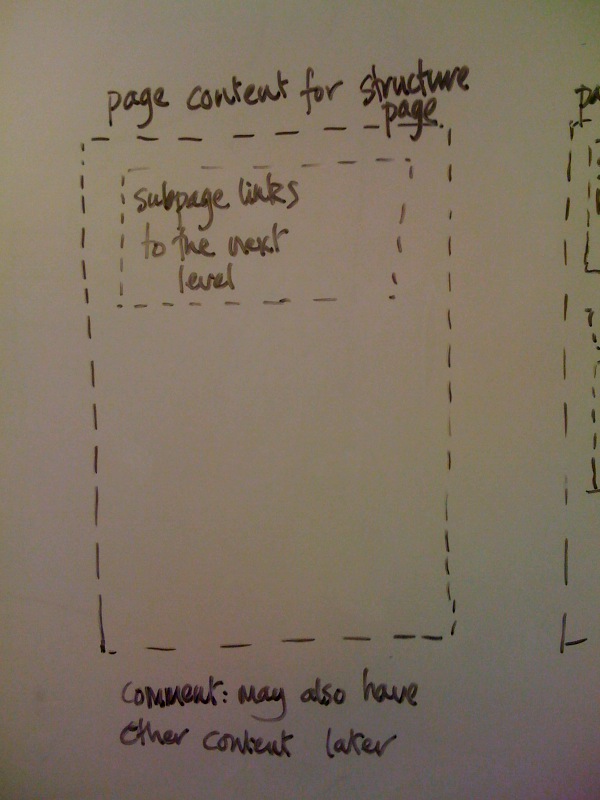 page content for structure
page
subpage links
to the next
level
comment: may also have
other content later
pa